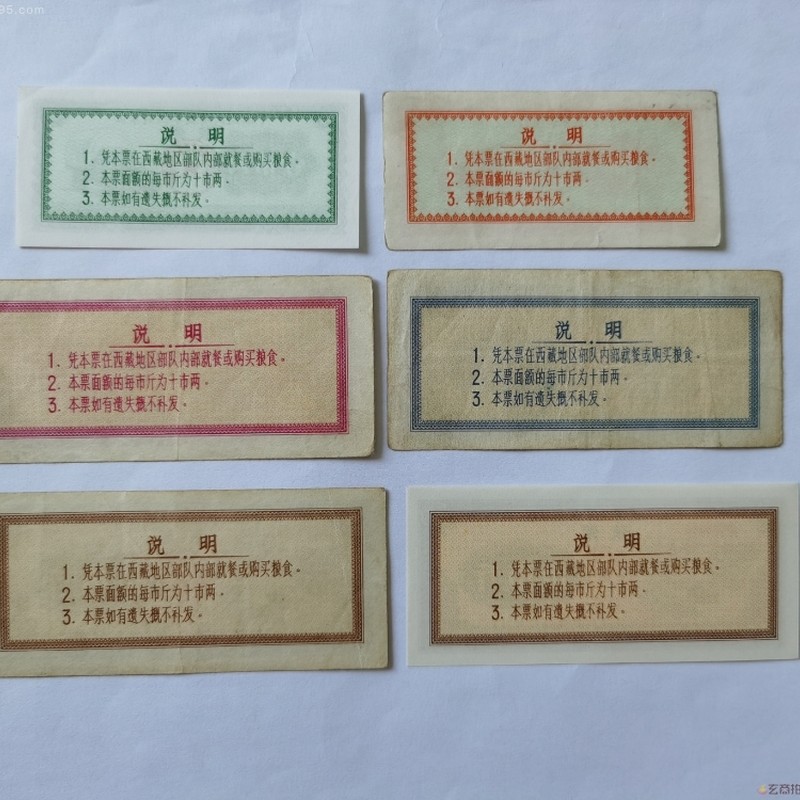 95.com
说 明
1. 凭本票在西藏地区部队内部就餐或购买粮食。
2. 本票面额的每市斤为十市两。
3. 本票如有遗失概不补发。
说 明
1. 凭本票在西藏地区部队内部就餐或购买粮食。
2. 本票面额的每市斤为十市两。
3. 本票如有遗失概不补发。
说 明
1. 凭本票在西藏地区部队内部就餐或购买粮食。
2. 本票面额的每市斤为十市两。
3. 本票如有遗失概不补发。
说 明
1. 凭本票在西藏地区部队内部就餐或购买粮食。
2. 本票面额的每市斤为十市两。
3. 本票如有遗失概不补发。
说 明
1. 凭本票在西藏地区部队内部就餐或购买粮食。
2. 本票面额的每市斤为十市两。
3. 本票如有遗失概不补发。
说 明
1. 凭本票在西藏地区部队内部就餐或购买粮食。
2. 本票面额的每市斤为十市两。
3. 本票如有遗失概不补发。
玄商拍